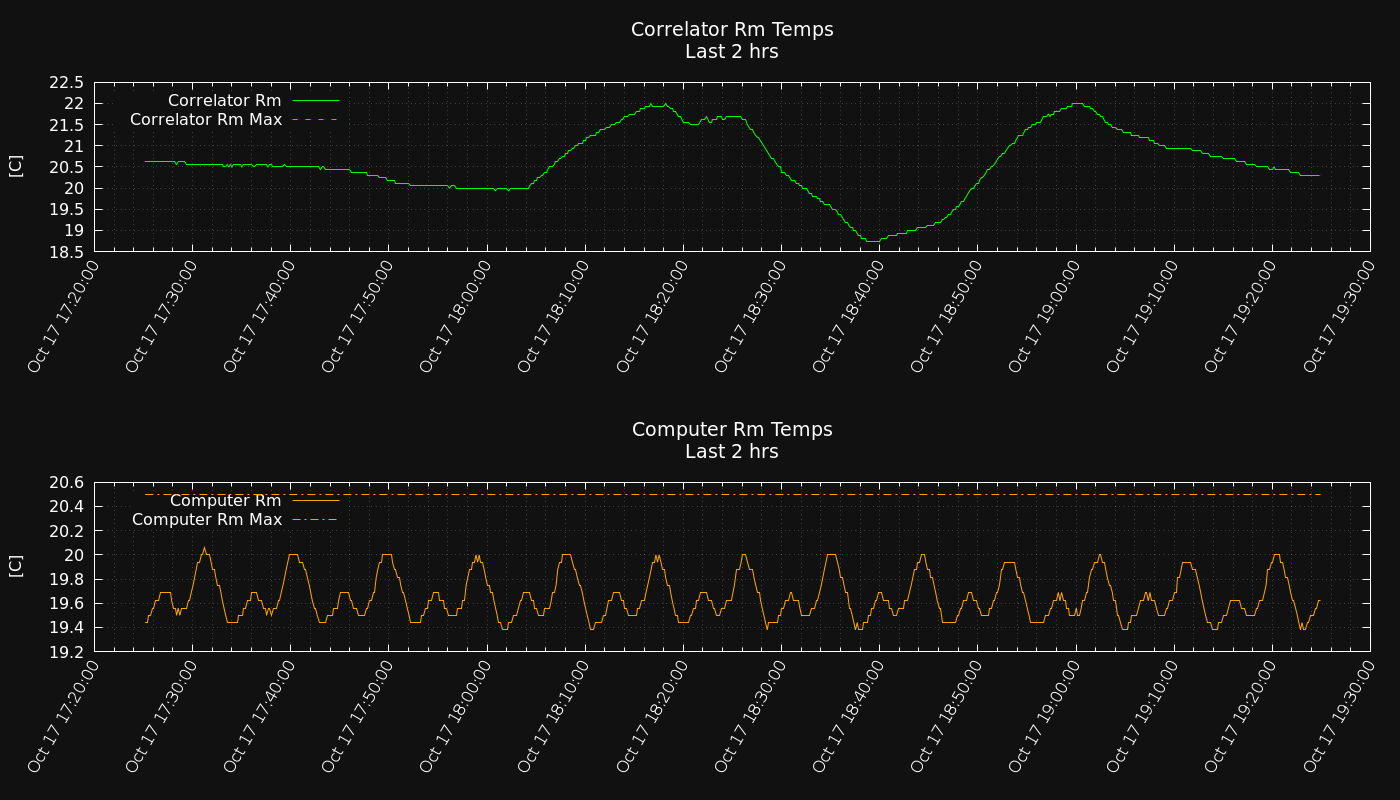 Correlator Rm Temps
Last 2 hrs
22.5
22
21.5
21
20.5
20
19.5
19
18.5
[C]
Correlator Rm
Correlator Rm Max
Oct 17 17:20:00
Oct 17 17:30:00
Oct 17 17:40:00
Oct 17 17:50:00
Oct 17 18:00:00
Oct 17 18:10:00
Oct 17 18:20:00
Oct 17 18:30:00
Oct 17 18:40:00
Oct 17 18:50:00
Oct 17 19:00:00
Oct 17 19:10:00
Oct 17 19:20:00
Oct 17 19:30:00
Computer Rm Temps
Last 2 hrs
20.6
20.4
20.2
20
19.8
19.6
19.4
19.2
[C]
Computer Rm
Computer Rm Max
Oct 17 17:20:00
Oct 17 17:30:00
Oct 17 17:40:00
Oct 17 17:50:00
Oct 17 18:00:00
Oct 17 18:10:00
Oct 17 18:20:00
Oct 17 18:30:00
Oct 17 18:40:00
Oct 17 18:50:00
Oct 17 19:00:00
Oct 17 19:10:00
Oct 17 19:20:00
Oct 17 19:30:00